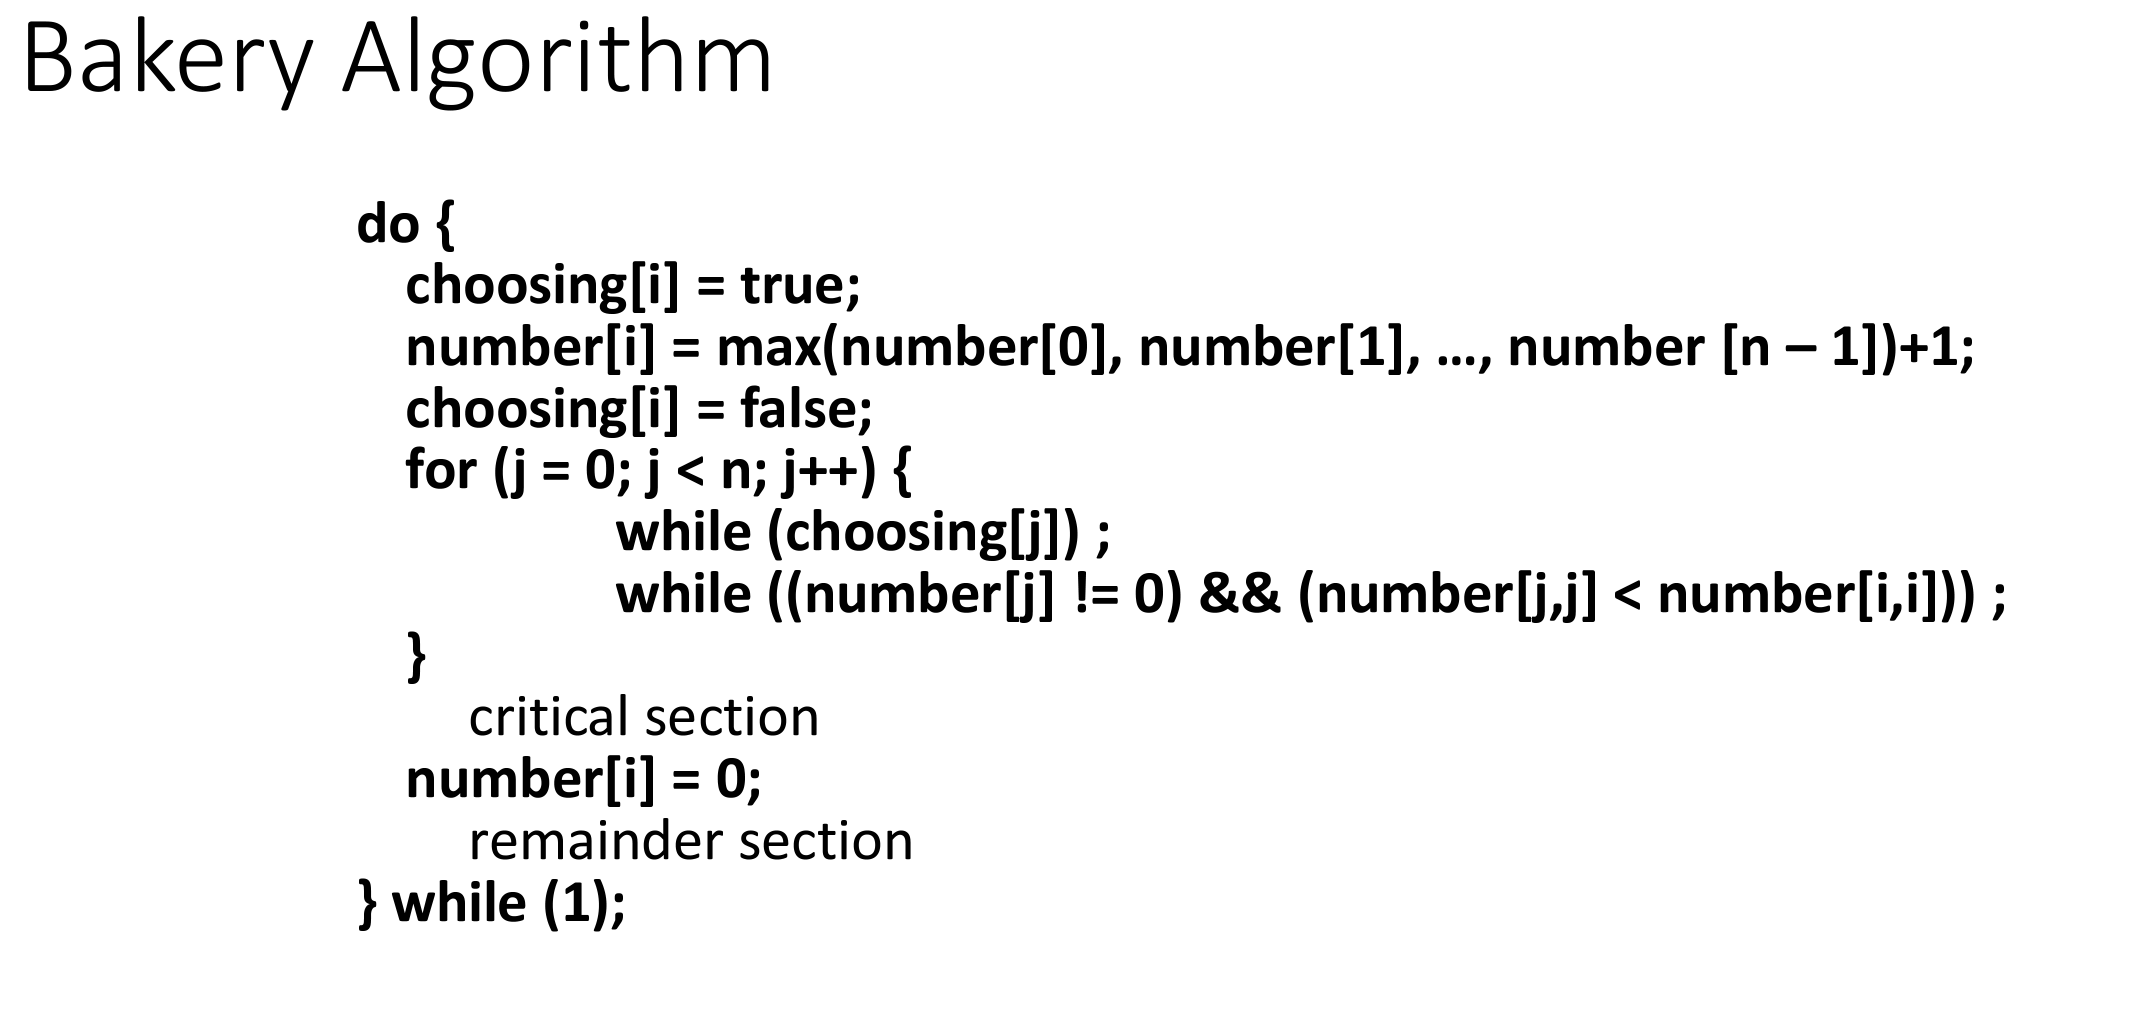 Bakery Algorithm
do {
choosing[i] = true;
number[i] = max(number[0], number[1], …, number [n – 1])+1;
choosing[i] = false;
for (j = 0; j < n; j++) {
while (choosing[j]) ;
while ((number[j] != 0) && (number[j,j] < number[i,i])) ;
}
critical section
number[i] = 0;
remainder section
} while (1);